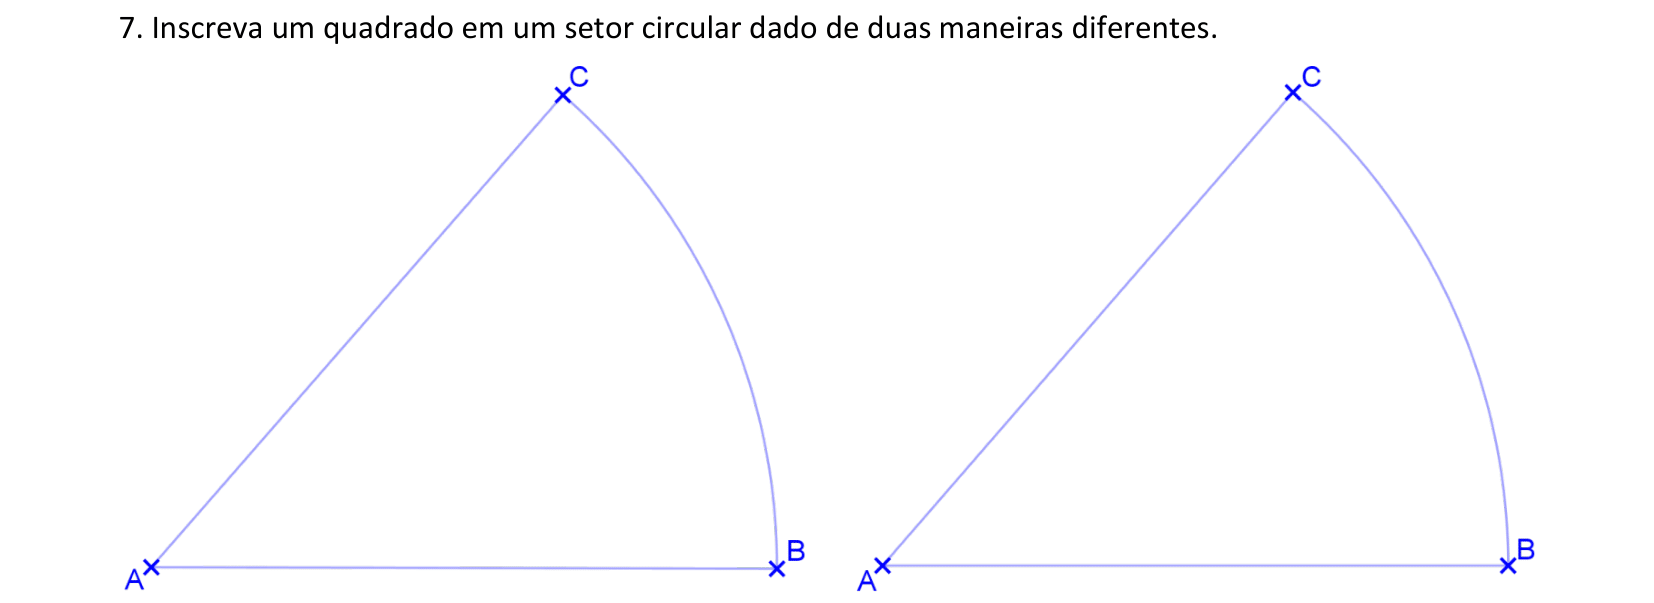 7. Inscreva um quadrado em um setor circular dado de duas maneiras diferentes.
C
C
B
B
A
A